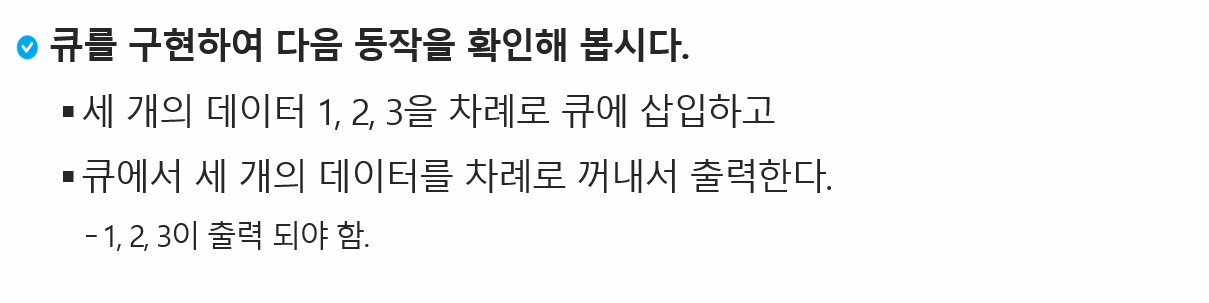 큐를 구현하여 다음 동작을 확인해 봅시다.
▪ 세 개의 데이터 1, 2, 3을 차례로 큐에 삽입하고
▪ 큐에서 세 개의 데이터를 차례로 꺼내서 출력한다.
– 1, 2, 3이 출력 되야 함.